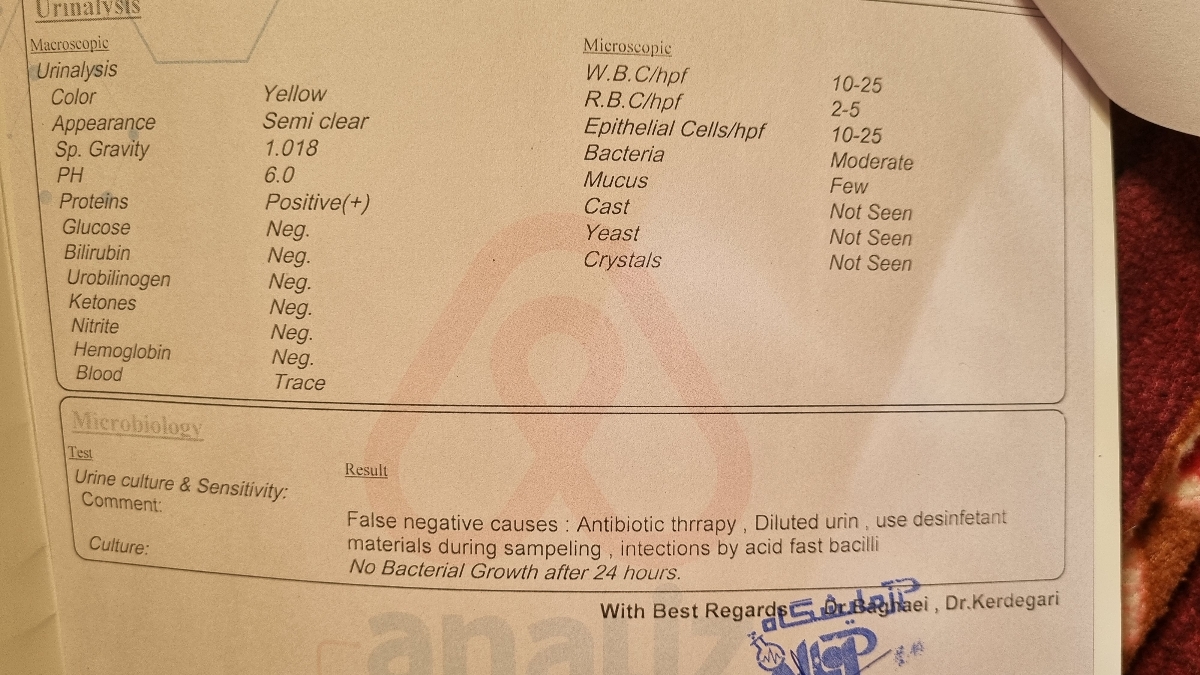 Urinalysis
Macroscopic
Urinalysis
Color Yellow
Appearance Semi clear
Sp. Gravity 1.018
PH 6.0
Proteins Positive(+)
Glucose Neg.
Bilirubin Neg.
Urobilinogen Neg.
Ketones Neg.
Nitrite Neg.
Hemoglobin Neg.
Blood Trace
Microscopic
W.B.C/hpf 10-25
R.B.C/hpf 2-5
Epithelial Cells/hpf 10-25
Bacteria Moderate
Mucus Few
Cast Not Seen
Yeast Not Seen
Crystals Not Seen
Microbiology
Test Result
Urine culture & Sensitivity:
Comment: False negative causes : Antibiotic thrrapy , Diluted urin , use desinfetant
materials during sampeling , intections by acid fast bacilli
Culture: No Bacterial Growth after 24 hours.
With Best Regards Dr.Baghaei , Dr.Kerdegari
آزمایشگاه
analiz